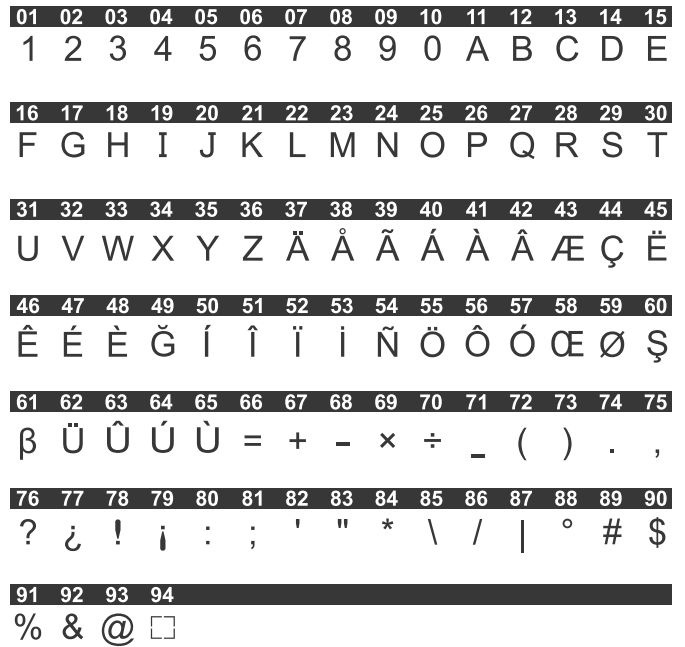 01 02 03 04 05 06 07 08 09 10 11 12 13 14 15
1 2 3 4 5 6 7 8 9 0 A B C D E
16 17 18 19 20 21 22 23 24 25 26 27 28 29 30
F G H I J K L M N O P Q R S T
31 32 33 34 35 36 37 38 39 40 41 42 43 44 45
U V W X Y Z Ä Å Ã Á À Â Æ Ç Ë
46 47 48 49 50 51 52 53 54 55 56 57 58 59 60
Ê É È Ğ Í Î Ï İ Ñ Ö Ô Ó Œ Ø Ş
61 62 63 64 65 66 67 68 69 70 71 72 73 74 75
β Ü Û Ú Ù = + − × ÷ _ ( ) . ,
76 77 78 79 80 81 82 83 84 85 86 87 88 89 90
? ¿ ! ¡ : ; ' " * \ / | ° # $
91 92 93 94
% & @ ⬚